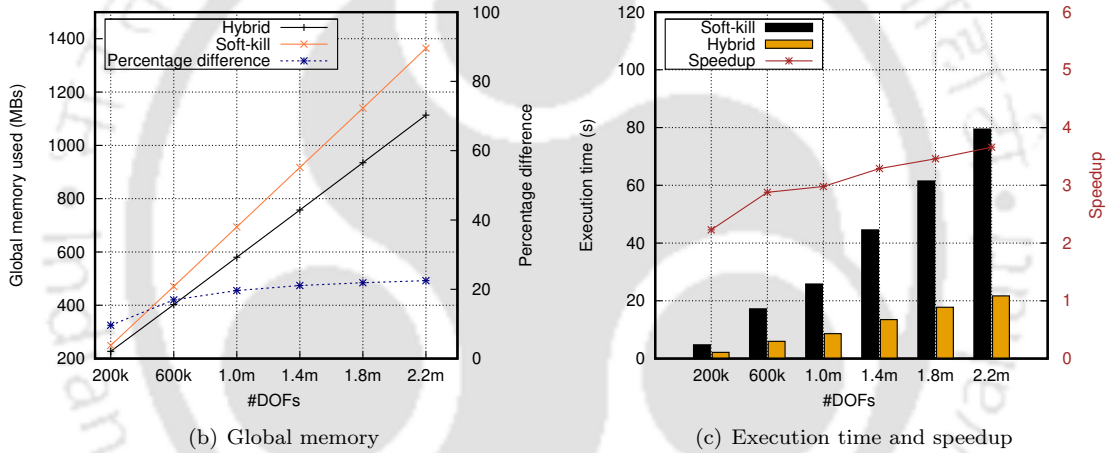 Hybrid
Soft-kill
Percentage difference
1400
1200
1000
800
600
400
200
Global memory used (MBs)
100
80
60
40
20
0
Percentage difference
200k 600k 1.0m 1.4m 1.8m 2.2m
#DOFs
(b) Global memory
Soft-kill
Hybrid
Speedup
120
100
80
60
40
20
0
Execution time (s)
6
5
4
3
2
1
0
Speedup
200k 600k 1.0m 1.4m 1.8m 2.2m
#DOFs
(c) Execution time and speedup